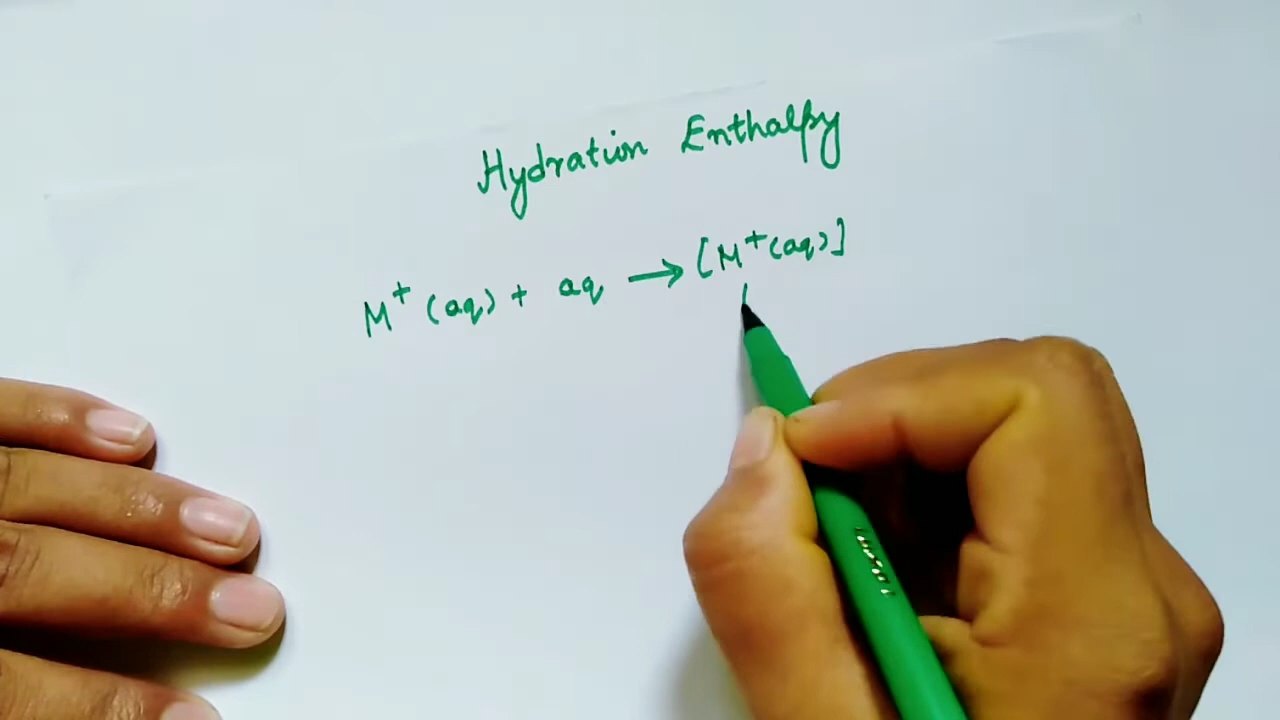 Hydration Enthalpy
M⁺ (aq) + aq → [M⁺(aq)]